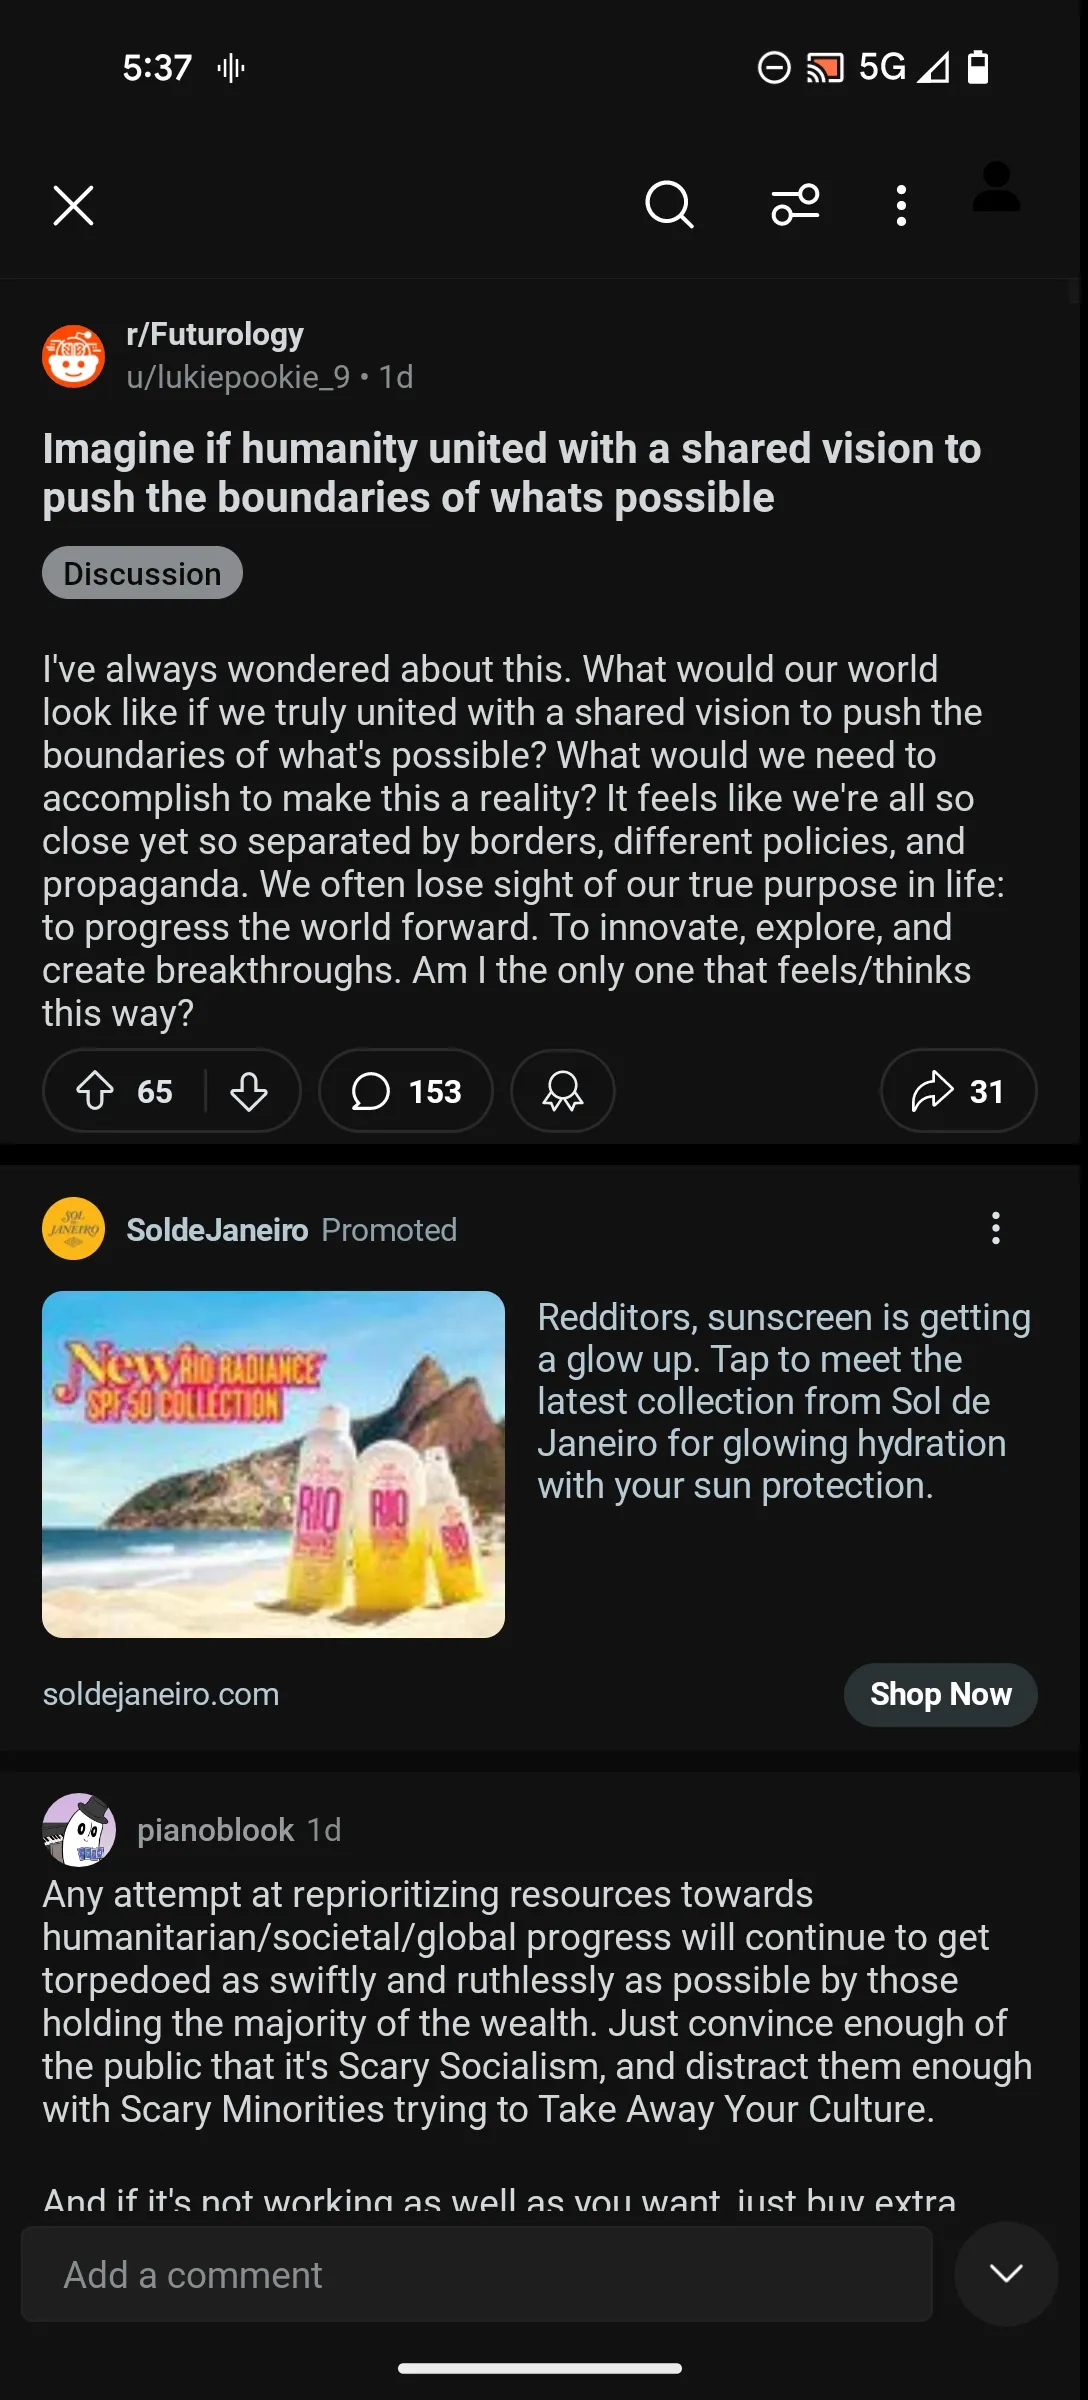 5:37
5G
r/Futurology
u/lukiepookie_9 • 1d
Imagine if humanity united with a shared vision to
push the boundaries of whats possible
Discussion
I've always wondered about this. What would our world
look like if we truly united with a shared vision to push the
boundaries of what's possible? What would we need to
accomplish to make this a reality? It feels like we're all so
close yet so separated by borders, different policies, and
propaganda. We often lose sight of our true purpose in life:
to progress the world forward. To innovate, explore, and
create breakthroughs. Am I the only one that feels/thinks
this way?
65
153
31
SOL
JANEIRO
SoldeJaneiro Promoted
New RIO RADIANCE
SPF 50 COLLECTION
RIO
RIO
RIO
Redditors, sunscreen is getting
a glow up. Tap to meet the
latest collection from Sol de
Janeiro for glowing hydration
with your sun protection.
soldejaneiro.com
Shop Now
pianoblook 1d
Any attempt at reprioritizing resources towards
humanitarian/societal/global progress will continue to get
torpedoed as swiftly and ruthlessly as possible by those
holding the majority of the wealth. Just convince enough of
the public that it's Scary Socialism, and distract them enough
with Scary Minorities trying to Take Away Your Culture.
And if it's not working as well as you want, just buy extra
Add a comment